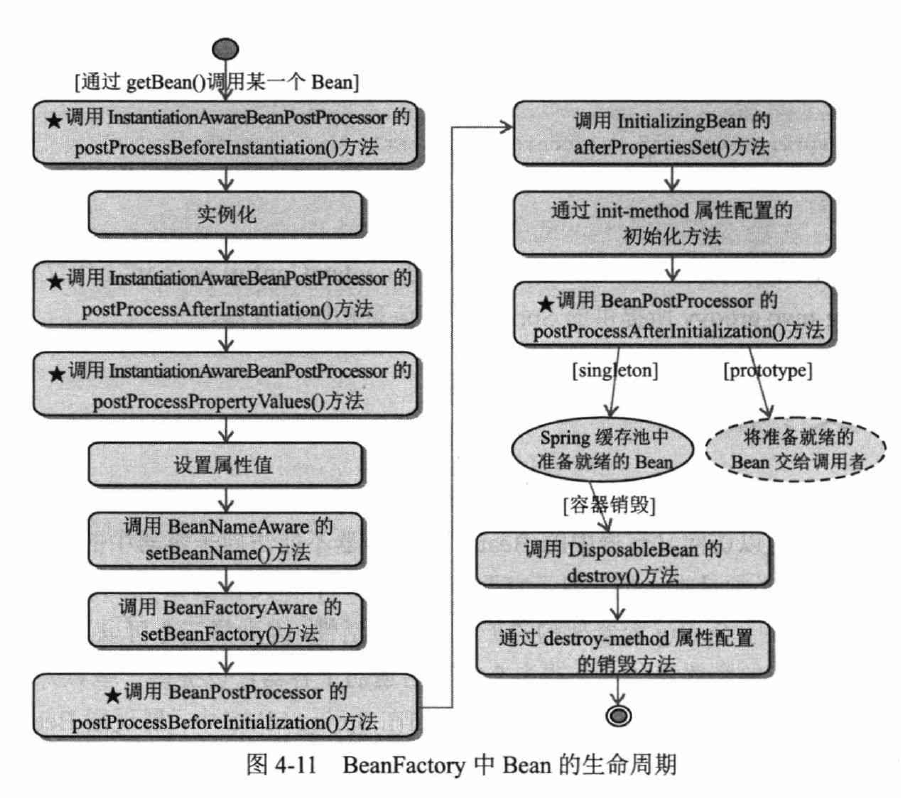 [通过 getBean()调用某一个 Bean]
★调用 InstantiationAwareBeanPostProcessor 的
postProcessBeforeInstantiation()方法
实例化
★调用 InstantiationAwareBeanPostProcessor 的
postProcessAfterInstantiation()方法
★调用 InstantiationAwareBeanPostProcessor 的
postProcessPropertyValues()方法
设置属性值
调用 BeanNameAware 的
setBeanName()方法
调用 BeanFactoryAware 的
setBeanFactory()方法
★调用 BeanPostProcessor 的
postProcessBeforeInitialization()方法
调用 InitializingBean 的
afterPropertiesSet()方法
通过 init-method 属性配置的
初始化方法
★调用 BeanPostProcessor 的
postProcessAfterInitialization()方法
[singleton]
[prototype]
Spring 缓存池中
准备就绪的 Bean
将准备就绪的
Bean 交给调用者
[容器销毁]
调用 DisposableBean 的
destroy()方法
通过 destroy-method 属性配置
的销毁方法
图 4-11 BeanFactory 中 Bean 的生命周期